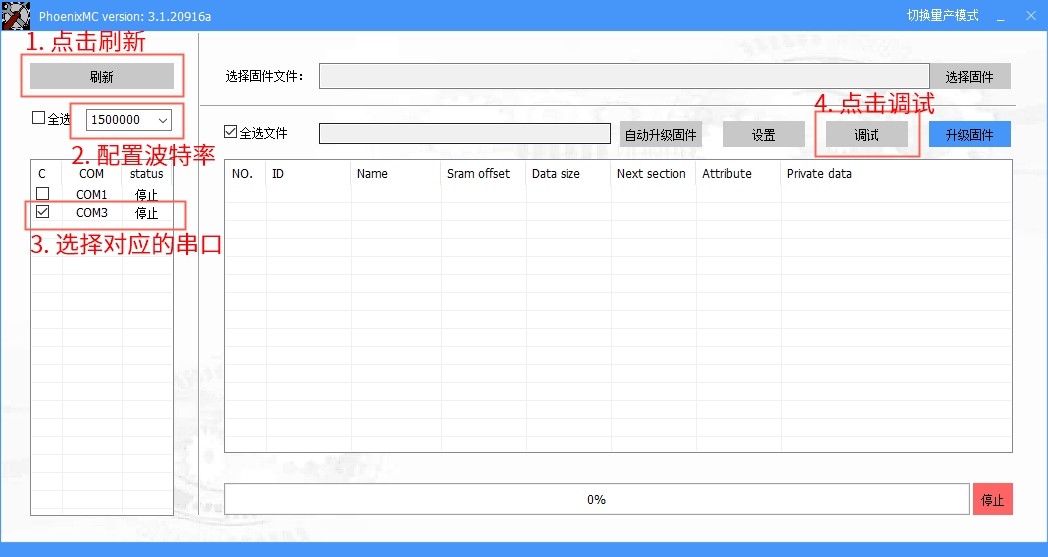 PhoenixMC version: 3.1.20916a
切换量产模式
1. 点击刷新
刷新
选择固件文件：
选择固件
全选
1500000
4. 点击调试
全选文件
自动升级固件
设置
调试
升级固件
2. 配置波特率
C COM status
NO. ID Name Sram offset Data size Next section Attribute Private data
COM1 停止
COM3 停止
3. 选择对应的串口
0%
停止